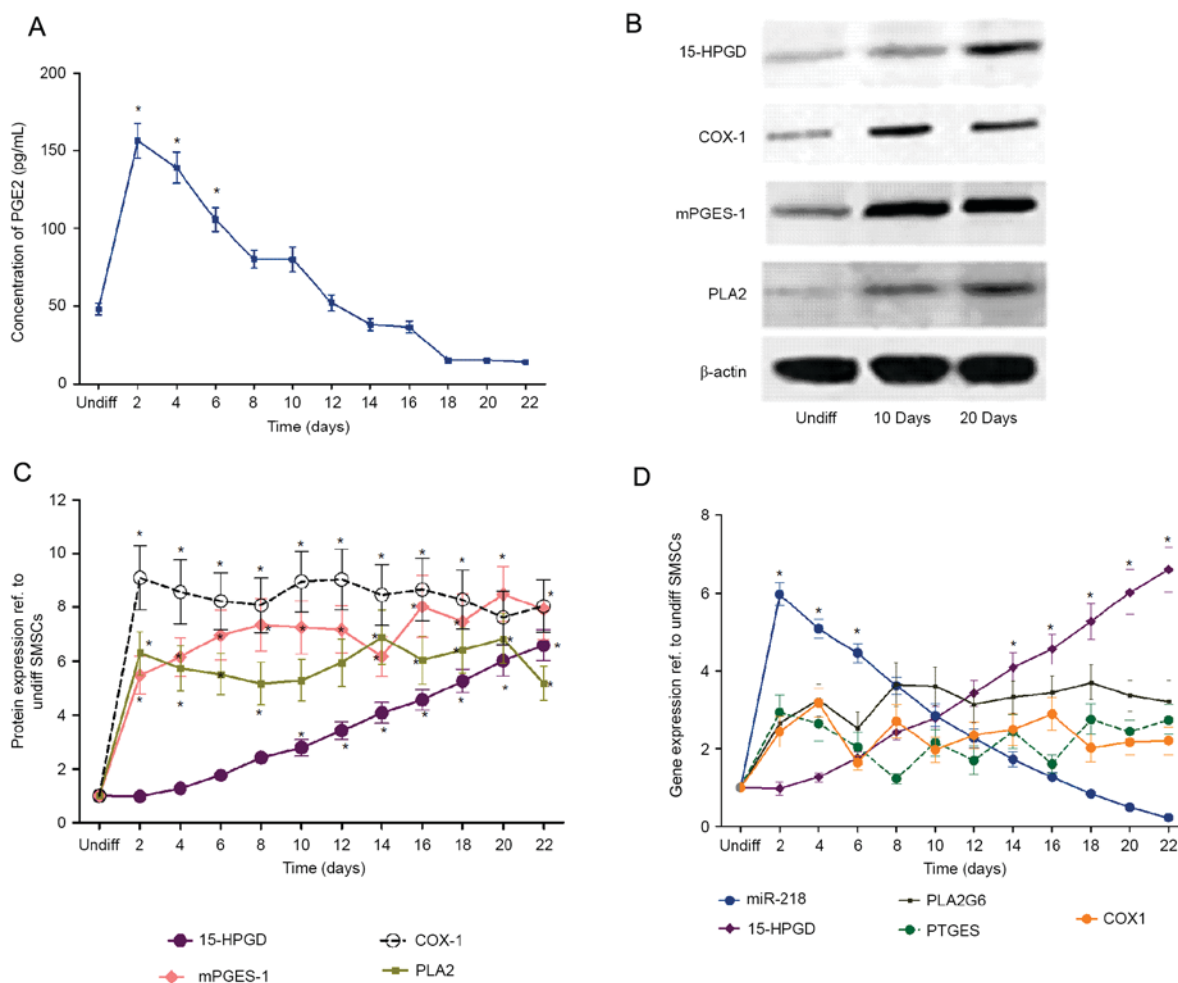 A
200
150
100
50
0
Concentration of PGE2 (pg/mL)
* * *
Undiff 2 4 6 8 10 12 14 16 18 20 22
Time (days)
B
15-HPGD
COX-1
mPGES-1
PLA2
β-actin
Undiff 10 Days 20 Days
C
12
10
8
6
4
2
0
Protein expression ref. to
undiff SMSCs
Undiff 2 4 6 8 10 12 14 16 18 20 22
Time (days)
15-HPGD
COX-1
mPGES-1
PLA2
D
8
6
4
2
0
Gene expression ref. to undiff SMSCs
* * * * * * * *
Undiff 2 4 6 8 10 12 14 16 18 20 22
Time (days)
miR-218
PLA2G6
COX1
15-HPGD
PTGES